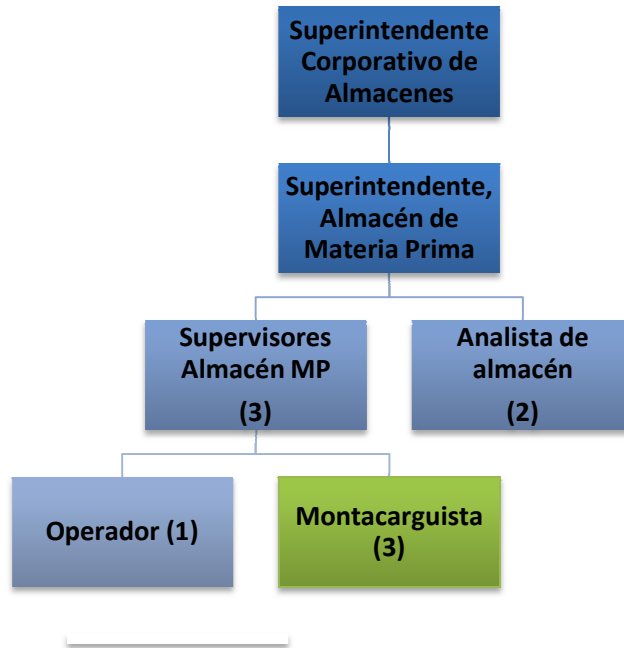 Superintendente
Corporativo de
Almacenes
Superintendente,
Almacén de
Materia Prima
Supervisores
Almacén MP
(3)
Analista de
almacén
(2)
Operador (1)
Montacarguista
(3)